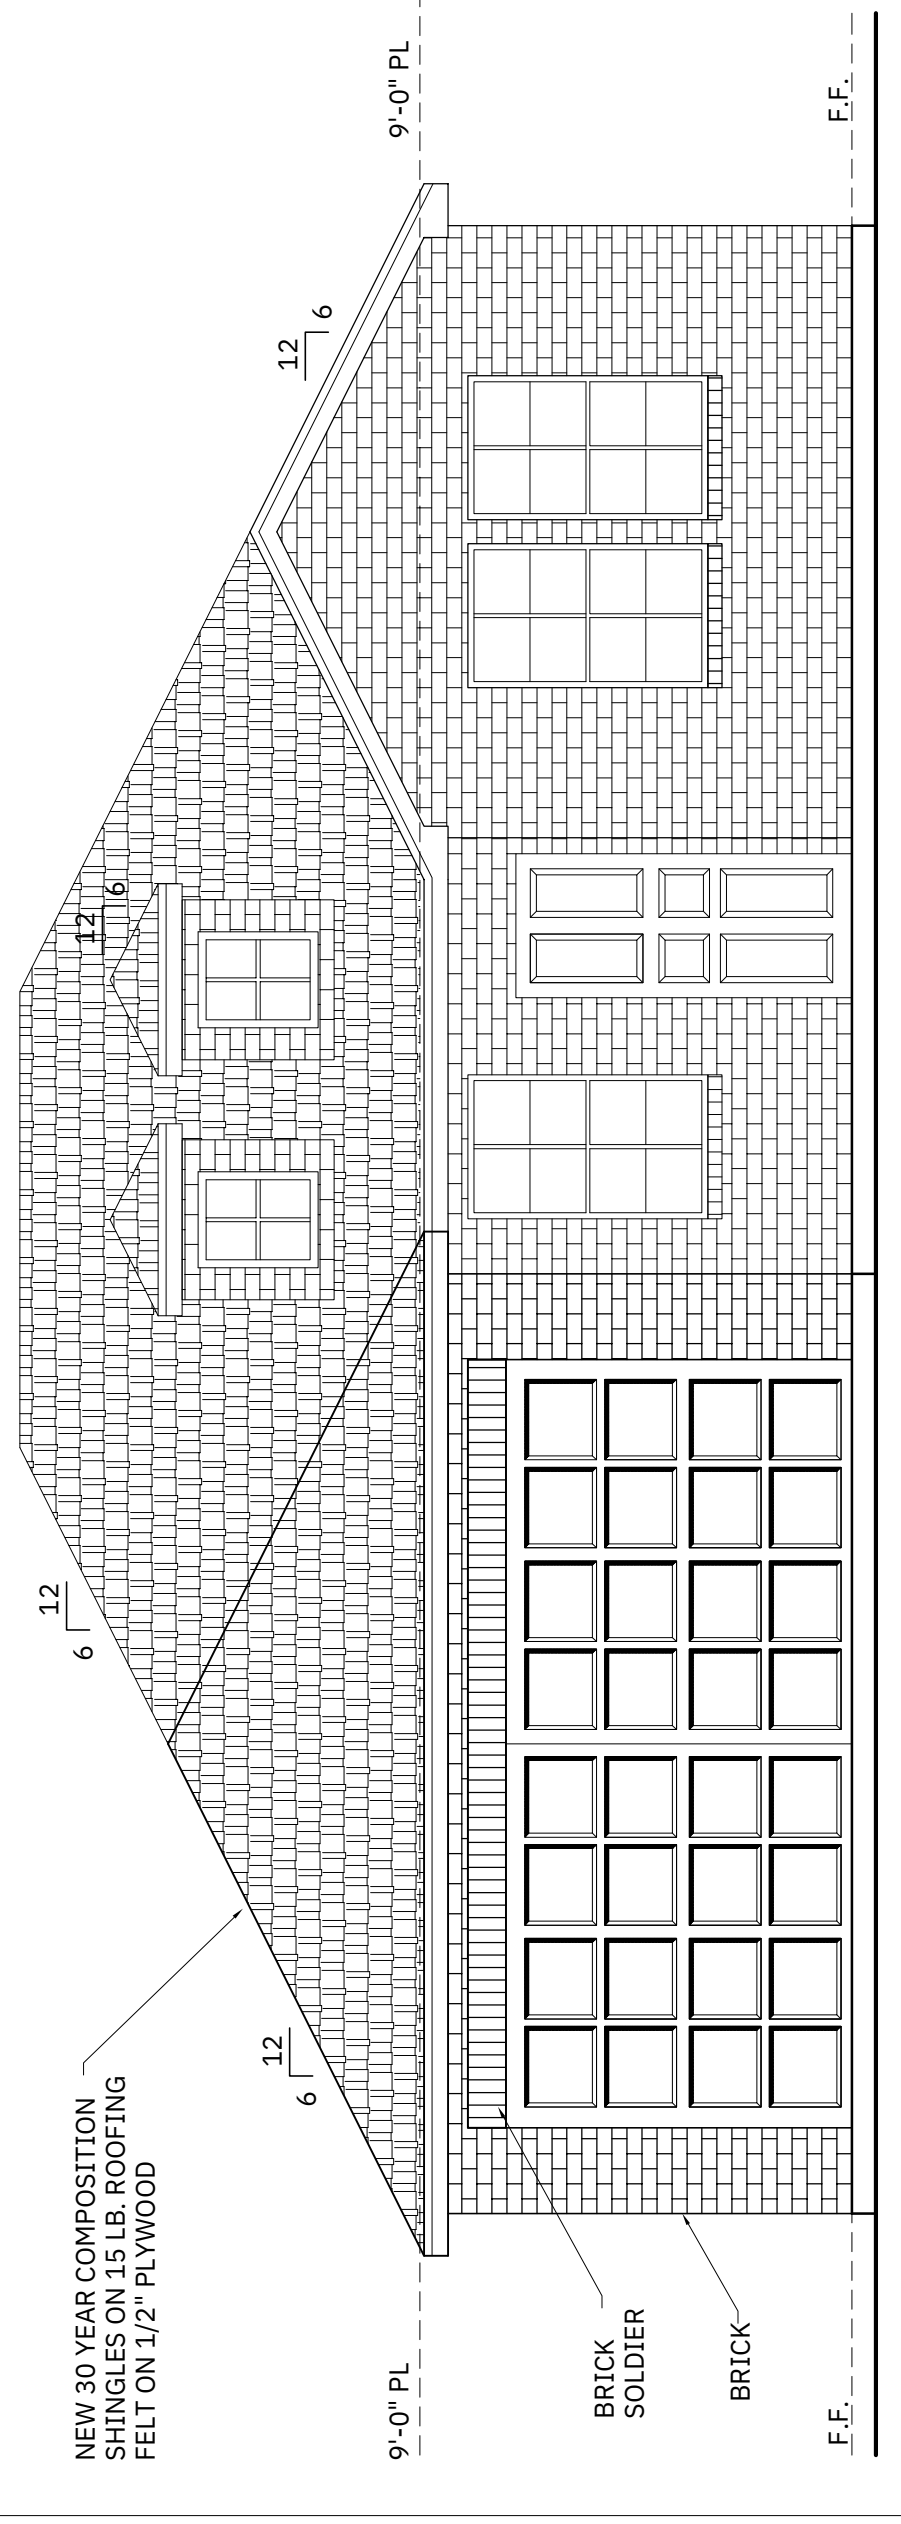 NEW 30 YEAR COMPOSITION
SHINGLES ON 15 LB. ROOFING
FELT ON 1/2" PLYWOOD
12
6
12
6
12
6
12
6
9'-0" PL
9'-0" PL
BRICK
SOLDIER
BRICK
F.F.
F.F.